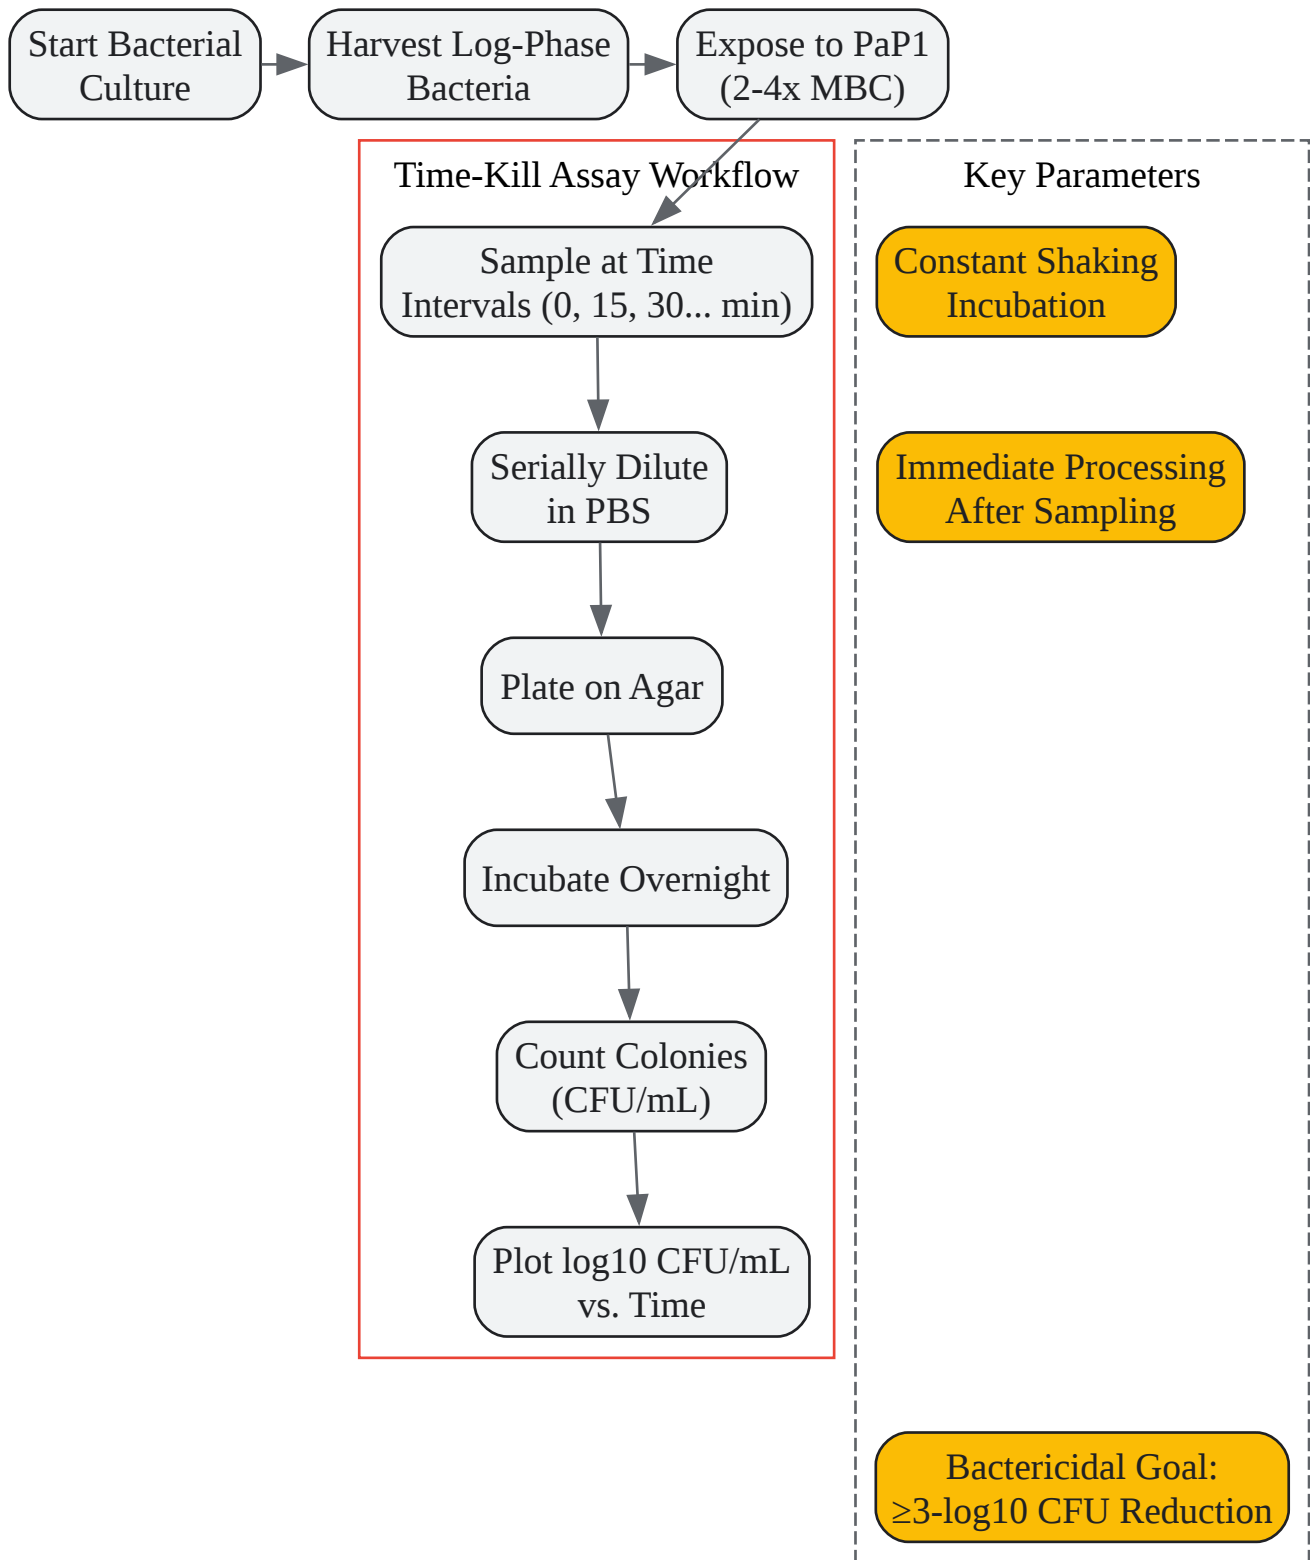 Start Bacterial
Culture
Harvest Log-Phase
Bacteria
Expose to PaP1
(2-4x MBC)
Time-Kill Assay Workflow
Sample at Time
Intervals (0, 15, 30... min)
Serially Dilute
in PBS
Plate on Agar
Incubate Overnight
Count Colonies
(CFU/mL)
Plot log10 CFU/mL
vs. Time
Key Parameters
Constant Shaking
Incubation
Immediate Processing
After Sampling
Bactericidal Goal:
≥3-log10 CFU Reduction